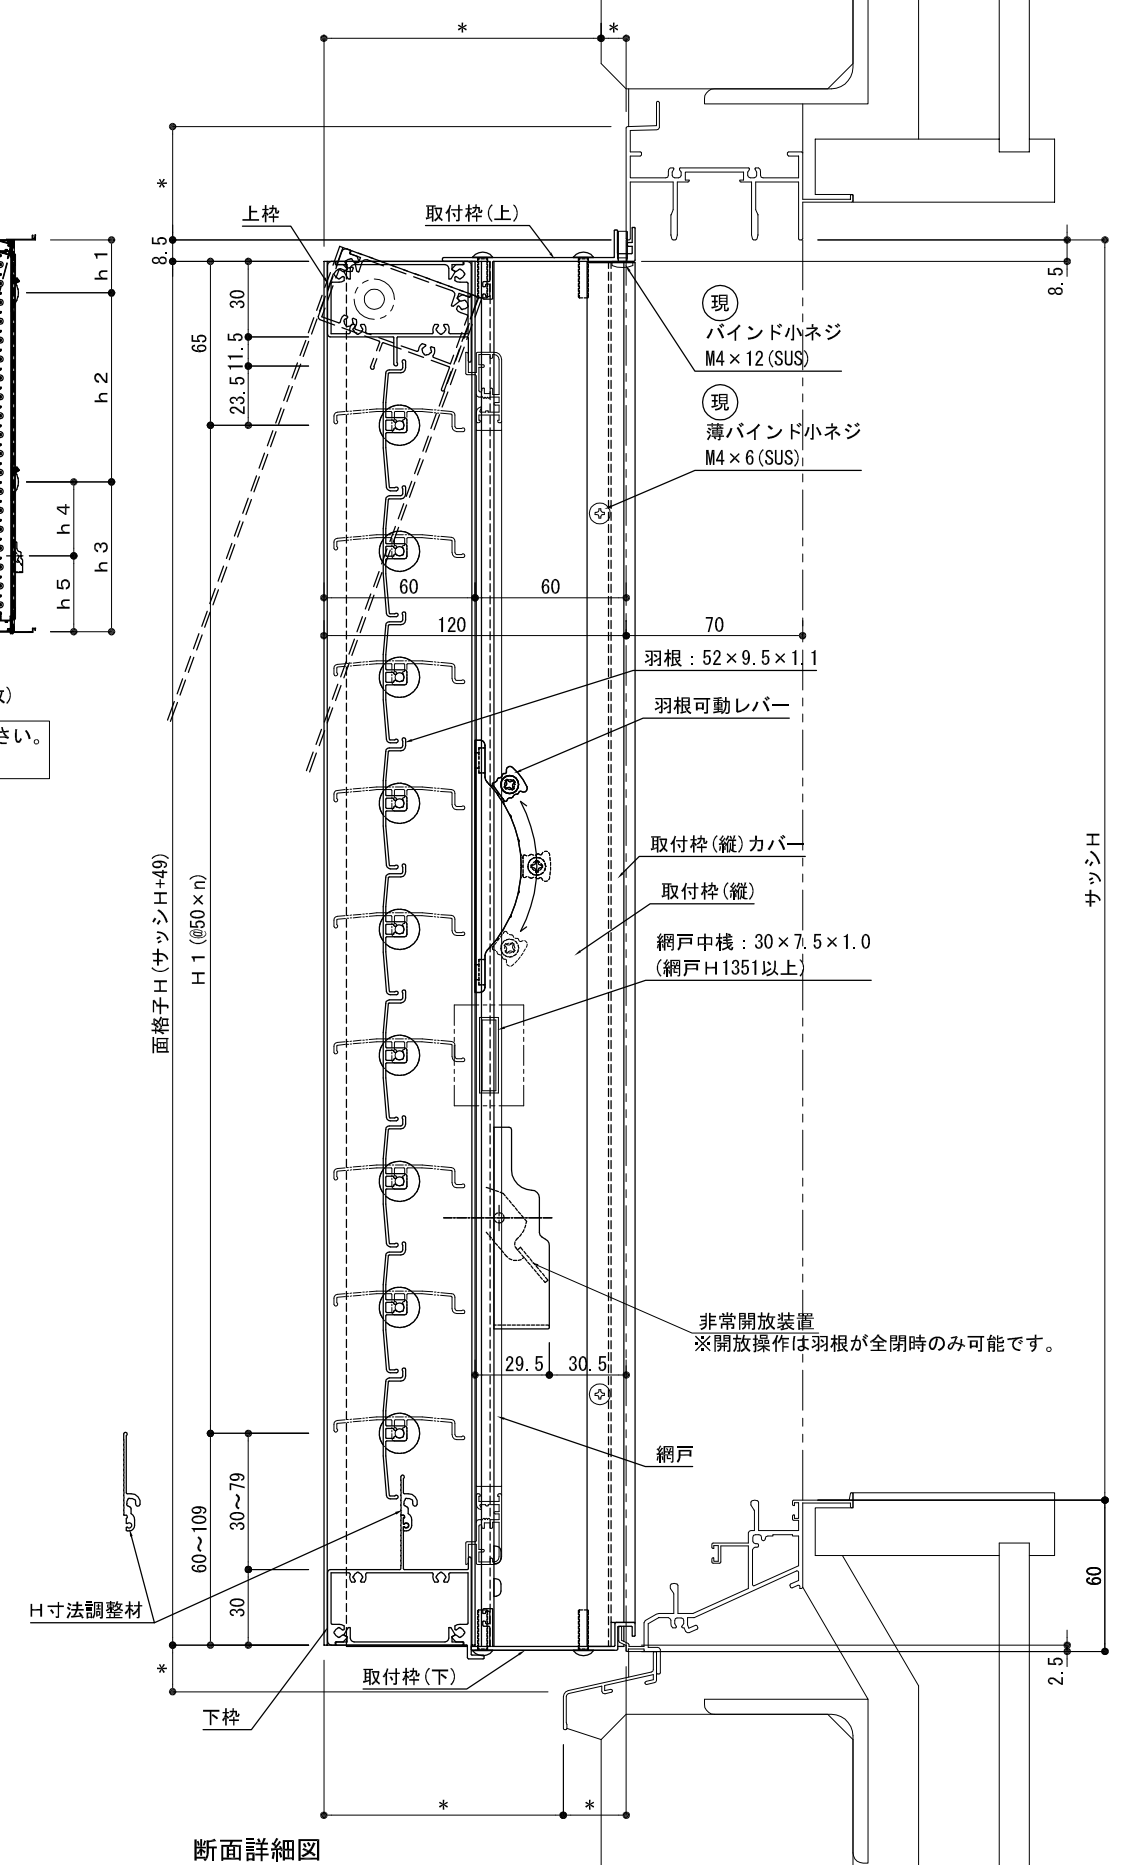 *
*
*
上枠
取付枠(上)
8.5
8.5
h1
h2
h3
h4
h5
65
30
11.5
23.5
現
バインド小ネジ
M4×12(SUS)
現
薄バインド小ネジ
M4×6(SUS)
60
60
120
70
羽根：52×9.5×1.1
羽根可動レバー
さい。
取付枠(縦)カバー
取付枠(縦)
網戸中桟：30×7.5×1.0
(網戸H1351以上)
面格子H(サッシH+49)
H1(@50×n)
サッシH
非常開放装置
※開放操作は羽根が全閉時のみ可能です。
29.5
30.5
網戸
30~79
60~109
30
60
H寸法調整材
2.5
*
取付枠(下)
下枠
*
*
断面詳細図